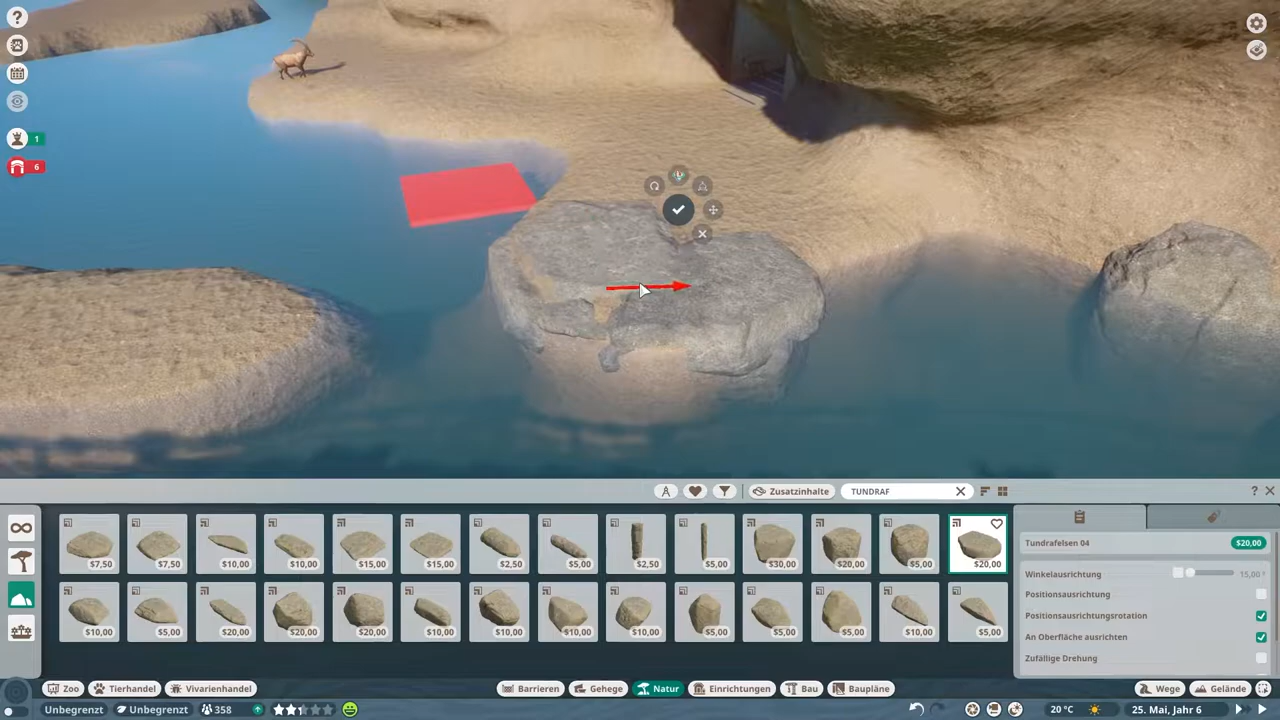 ?
1
6
Zusatzinhalte
TUNDRAF
?
$7,50
$7,50
$10,00
$10,00
$15,00
$15,00
$2,50
$5,00
$2,50
$5,00
$30,00
$20,00
$5,00
$20,00
$10,00
$5,00
$20,00
$20,00
$20,00
$10,00
$10,00
$10,00
$10,00
$5,00
$5,00
$5,00
$10,00
$5,00
Tundrafelsen 04
$20,00
Winkelausrichtung
15,00 °
Positionsausrichtung
Positionsausrichtungsrotation
An Oberfläche ausrichten
Zufällige Drehung
Zoo
Tierhandel
Vivarienhandel
Barrieren
Gehege
Natur
Einrichtungen
Bau
Baupläne
Wege
Gelände
Unbegrenzt
Unbegrenzt
358
20 °C
25. Mai, Jahr 6